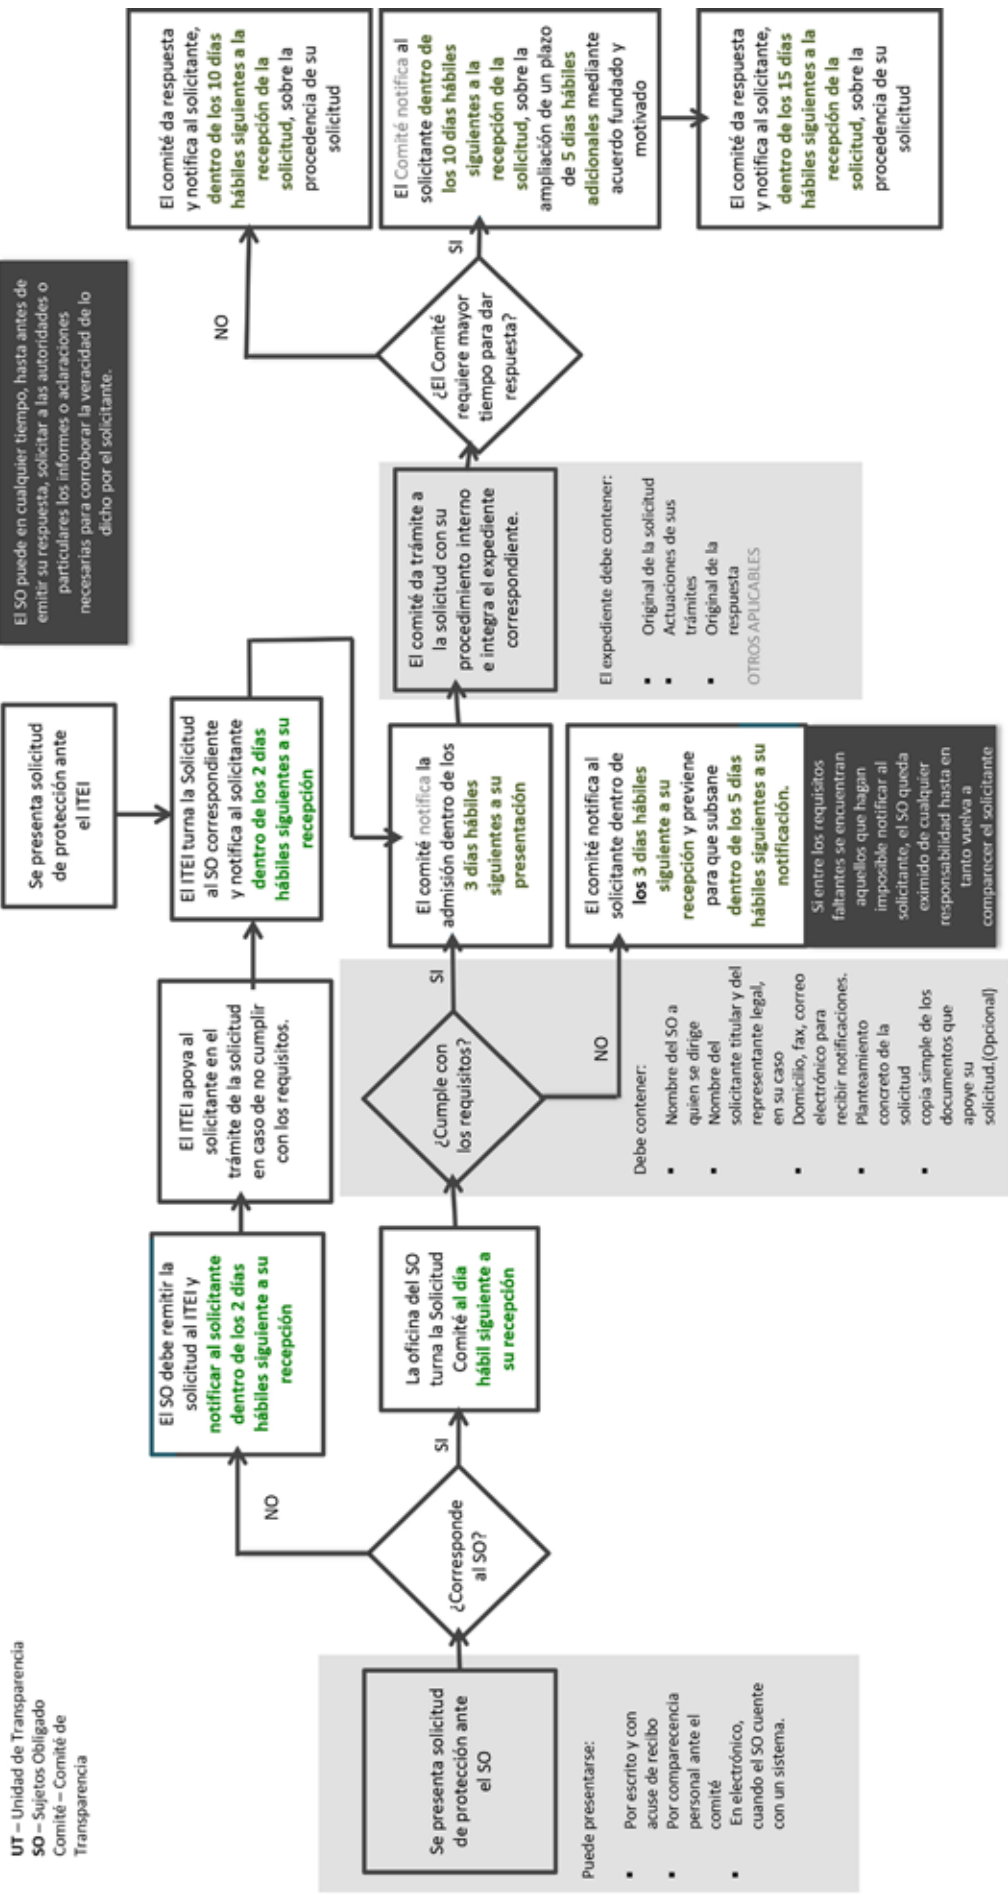 UT – Unidad de Transparencia
SO – Sujetos Obligado
Comité – Comité de
Transparencia
Se presenta solicitud
de protección ante
el SO
Puede presentarse:
▪ Por escrito y con
acuse de recibo
▪ Por comparecencia
personal ante el
comité
▪ En electrónico,
cuando el SO cuente
con un sistema.
¿Corresponde
al SO?
NO
SI
El SO debe remitir la
solicitud al ITEI y
notificar al solicitante
dentro de los 2 días
hábiles siguiente a su
recepción
La oficina del SO
turna la Solicitud
Comité al día
hábil siguiente a
su recepción
El ITEI apoya al
solicitante en el
trámite de la solicitud
en caso de no cumplir
con los requisitos.
¿Cumple con
los requisitos?
SI
NO
Debe contener:
▪ Nombre del SO a
quien se dirige
▪ Nombre del
solicitante titular y del
representante legal,
en su caso
▪ Domicilio, fax, correo
electrónico para
recibir notificaciones.
▪ Planteamiento
concreto de la
solicitud
▪ copia simple de los
documentos que
apoye su
solicitud.(Opcional)
Se presenta solicitud
de protección ante
el ITEI
El ITEI turna la Solicitud
al SO correspondiente
y notifica al solicitante
dentro de los 2 días
hábiles siguientes a su
recepción
El comité notifica la
admisión dentro de los
3 días hábiles
siguientes a su
presentación
El comité notifica al
solicitante dentro de
los 3 días hábiles
siguiente a su
recepción y previene
para que subsane
dentro de los 5 días
hábiles siguientes a su
notificación.
Si entre los requisitos
faltantes se encuentran
aquellos que hagan
imposible notificar al
solicitante, el SO queda
eximido de cualquier
responsabilidad hasta en
tanto vuelva a
comparecer el solicitante
El SO puede en cualquier tiempo, hasta antes de
emitir su respuesta, solicitar a las autoridades o
particulares los informes o aclaraciones
necesarias para corroborar la veracidad de lo
dicho por el solicitante.
El comité da trámite a
la solicitud con su
procedimiento interno
e integra el expediente
correspondiente.
El expediente debe contener:
▪ Original de la solicitud
▪ Actuaciones de sus
trámites
▪ Original de la
respuesta
OTROS APLICABLES
¿El Comité
requiere mayor
tiempo para dar
respuesta?
NO
SI
El comité da respuesta
y notifica al solicitante,
dentro de los 10 días
hábiles siguientes a la
recepción de la
solicitud, sobre la
procedencia de su
solicitud
El Comité notifica al
solicitante dentro de
los 10 días hábiles
siguientes a la
recepción de la
solicitud, sobre la
ampliación de un plazo
de 5 días hábiles
adicionales mediante
acuerdo fundado y
motivado
El comité da respuesta
y notifica al solicitante,
dentro de los 15 días
hábiles siguientes a la
recepción de la
solicitud, sobre la
procedencia de su
solicitud